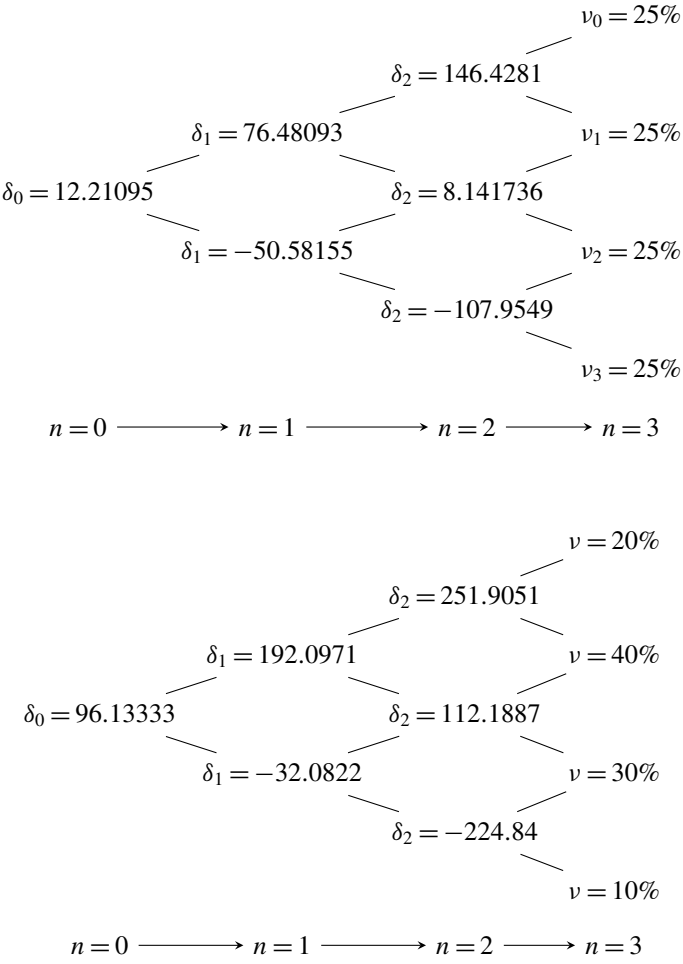 ν₀ = 25%
δ₂ = 146.4281
δ₁ = 76.48093
ν₁ = 25%
δ₀ = 12.21095
δ₂ = 8.141736
δ₁ = −50.58155
ν₂ = 25%
δ₂ = −107.9549
ν₃ = 25%
n = 0 → n = 1 → n = 2 → n = 3
ν = 20%
δ₂ = 251.9051
δ₁ = 192.0971
ν = 40%
δ₀ = 96.13333
δ₂ = 112.1887
δ₁ = −32.0822
ν = 30%
δ₂ = −224.84
ν = 10%
n = 0 → n = 1 → n = 2 → n = 3